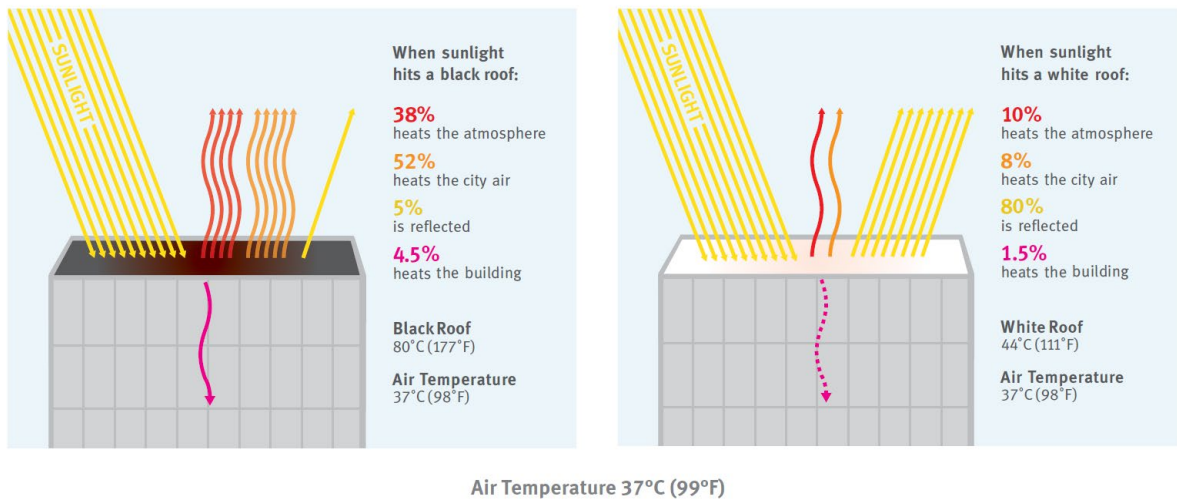 SUNLIGHT
When sunlight
hits a black roof:
38%
heats the atmosphere
52%
heats the city air
5%
is reflected
4.5%
heats the building
Black Roof
80°C (177°F)
Air Temperature
37°C (98°F)
SUNLIGHT
When sunlight
hits a white roof:
10%
heats the atmosphere
8%
heats the city air
80%
is reflected
1.5%
heats the building
White Roof
44°C (111°F)
Air Temperature
37°C (98°F)
Air Temperature 37ºC (99ºF)